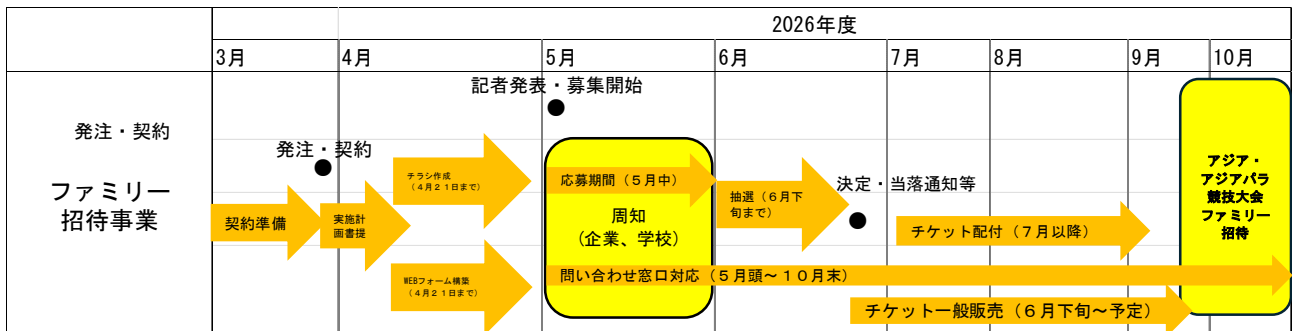 2026年度
3月
4月
5月
6月
7月
8月
9月
10月
発注・契約
ファミリー
招待事業
記者発表・募集開始
発注・契約
契約準備
実施計
画書提
チラシ作成
(4月21日まで)
WEBフォーム構築
(4月21日まで)
応募期間(5月中)
周知
(企業、学校)
抽選(6月下
旬まで)
決定・当落通知等
チケット配付(7月以降)
問い合わせ窓口対応(5月頭~10月末)
チケット一般販売(6月下旬~予定)
アジア・
アジアパラ
競技大会
ファミリー
招待